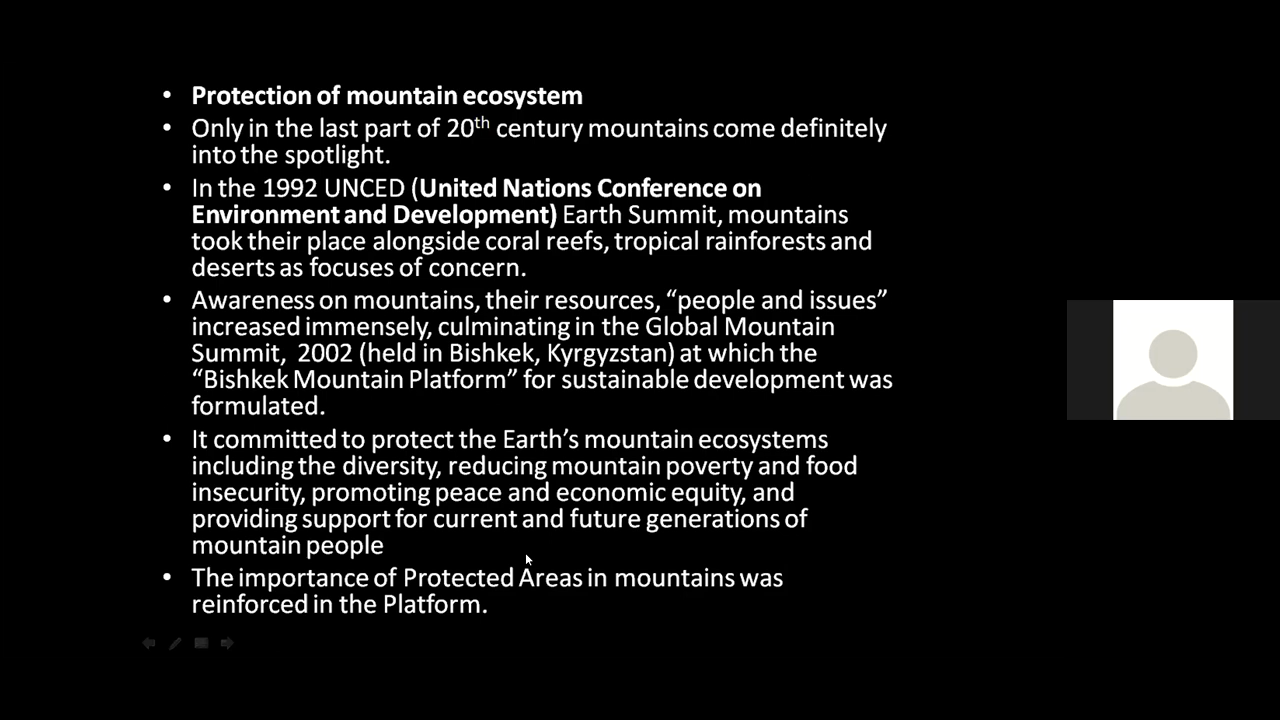 • Protection of mountain ecosystem
• Only in the last part of 20th century mountains come definitely
into the spotlight.
• In the 1992 UNCED (United Nations Conference on
Environment and Development) Earth Summit, mountains
took their place alongside coral reefs, tropical rainforests and
deserts as focuses of concern.
• Awareness on mountains, their resources, “people and issues”
increased immensely, culminating in the Global Mountain
Summit, 2002 (held in Bishkek, Kyrgyzstan) at which the
“Bishkek Mountain Platform” for sustainable development was
formulated.
• It committed to protect the Earth’s mountain ecosystems
including the diversity, reducing mountain poverty and food
insecurity, promoting peace and economic equity, and
providing support for current and future generations of
mountain people
• The importance of Protected Areas in mountains was
reinforced in the Platform.